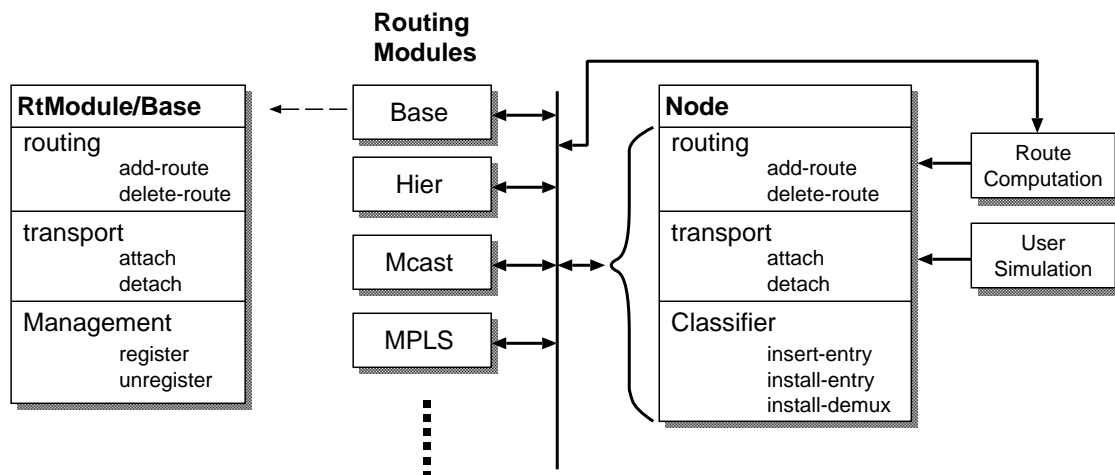 Routing
Modules
RtModule/Base
routing
add-route
delete-route
transport
attach
detach
Management
register
unregister
Base
Hier
Mcast
MPLS
Node
routing
add-route
delete-route
transport
attach
detach
Classifier
insert-entry
install-entry
install-demux
Route
Computation
User
Simulation